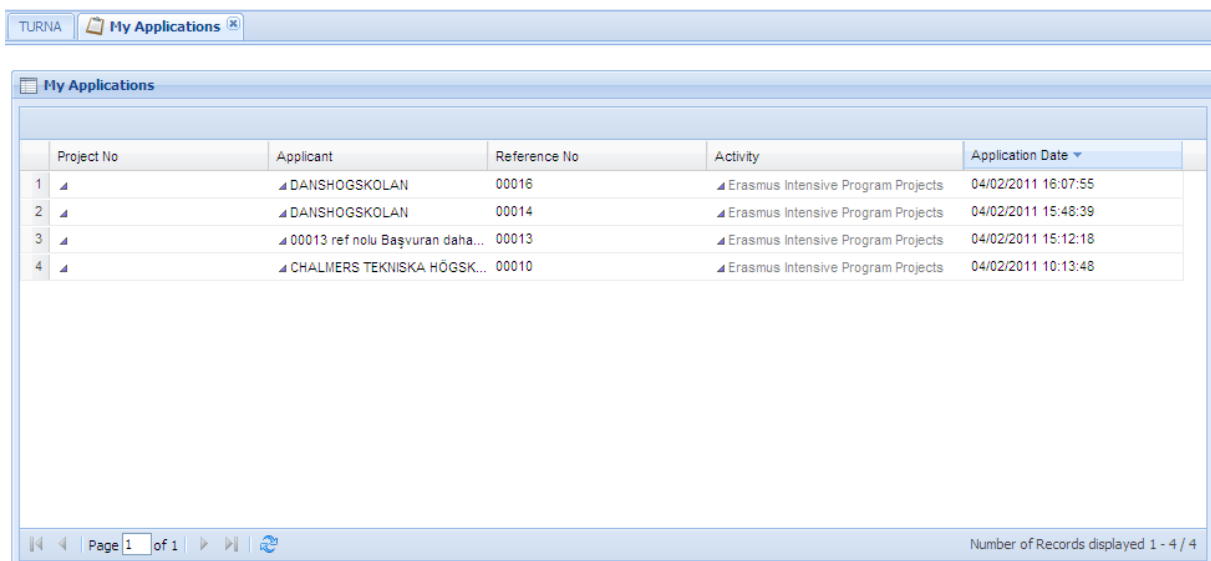 TURNA My Applications
My Applications
Project No Applicant Reference No Activity Application Date
1 DANSHOGSKOLAN 00016 Erasmus Intensive Program Projects 04/02/2011 16:07:55
2 DANSHOGSKOLAN 00014 Erasmus Intensive Program Projects 04/02/2011 15:48:39
3 00013 ref nolu Başvuran daha... 00013 Erasmus Intensive Program Projects 04/02/2011 15:12:18
4 CHALMERS TEKNISKA HÖGSK... 00010 Erasmus Intensive Program Projects 04/02/2011 10:13:48
Page 1 of 1 Number of Records displayed 1 - 4 / 4